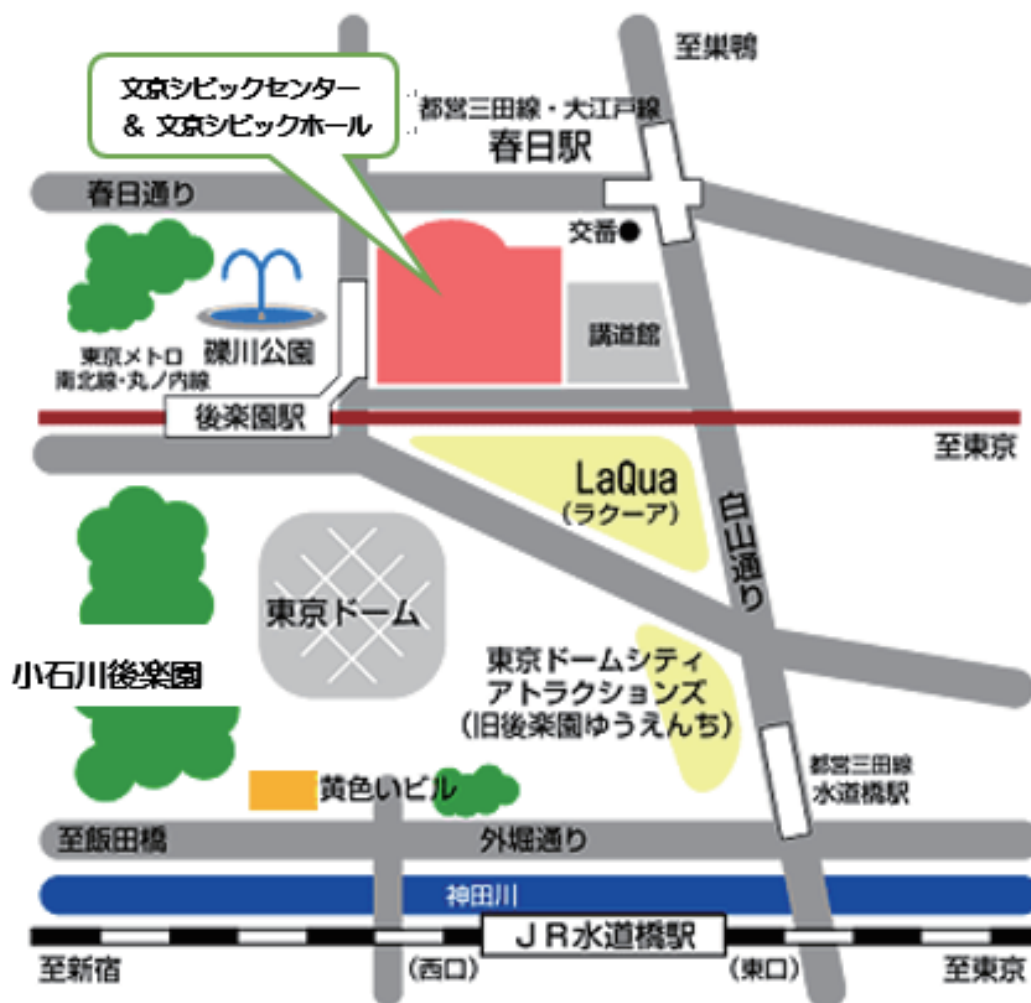 至巣鴨
文京シビックセンター
& 文京シビックホール
都営三田線・大江戸線
春日駅
春日通り
交番
講道館
東京メトロ
南北線・丸ノ内線
礫川公園
後楽園駅
至東京
LaQua
(ラクーア)
白山通り
東京ドーム
小石川後楽園
東京ドームシティ
アトラクションズ
(旧後楽園ゆうえんち)
都営三田線
水道橋駅
黄色いビル
至飯田橋
外堀通り
神田川
JR水道橋駅
至新宿
(西口)
(東口)
至東京